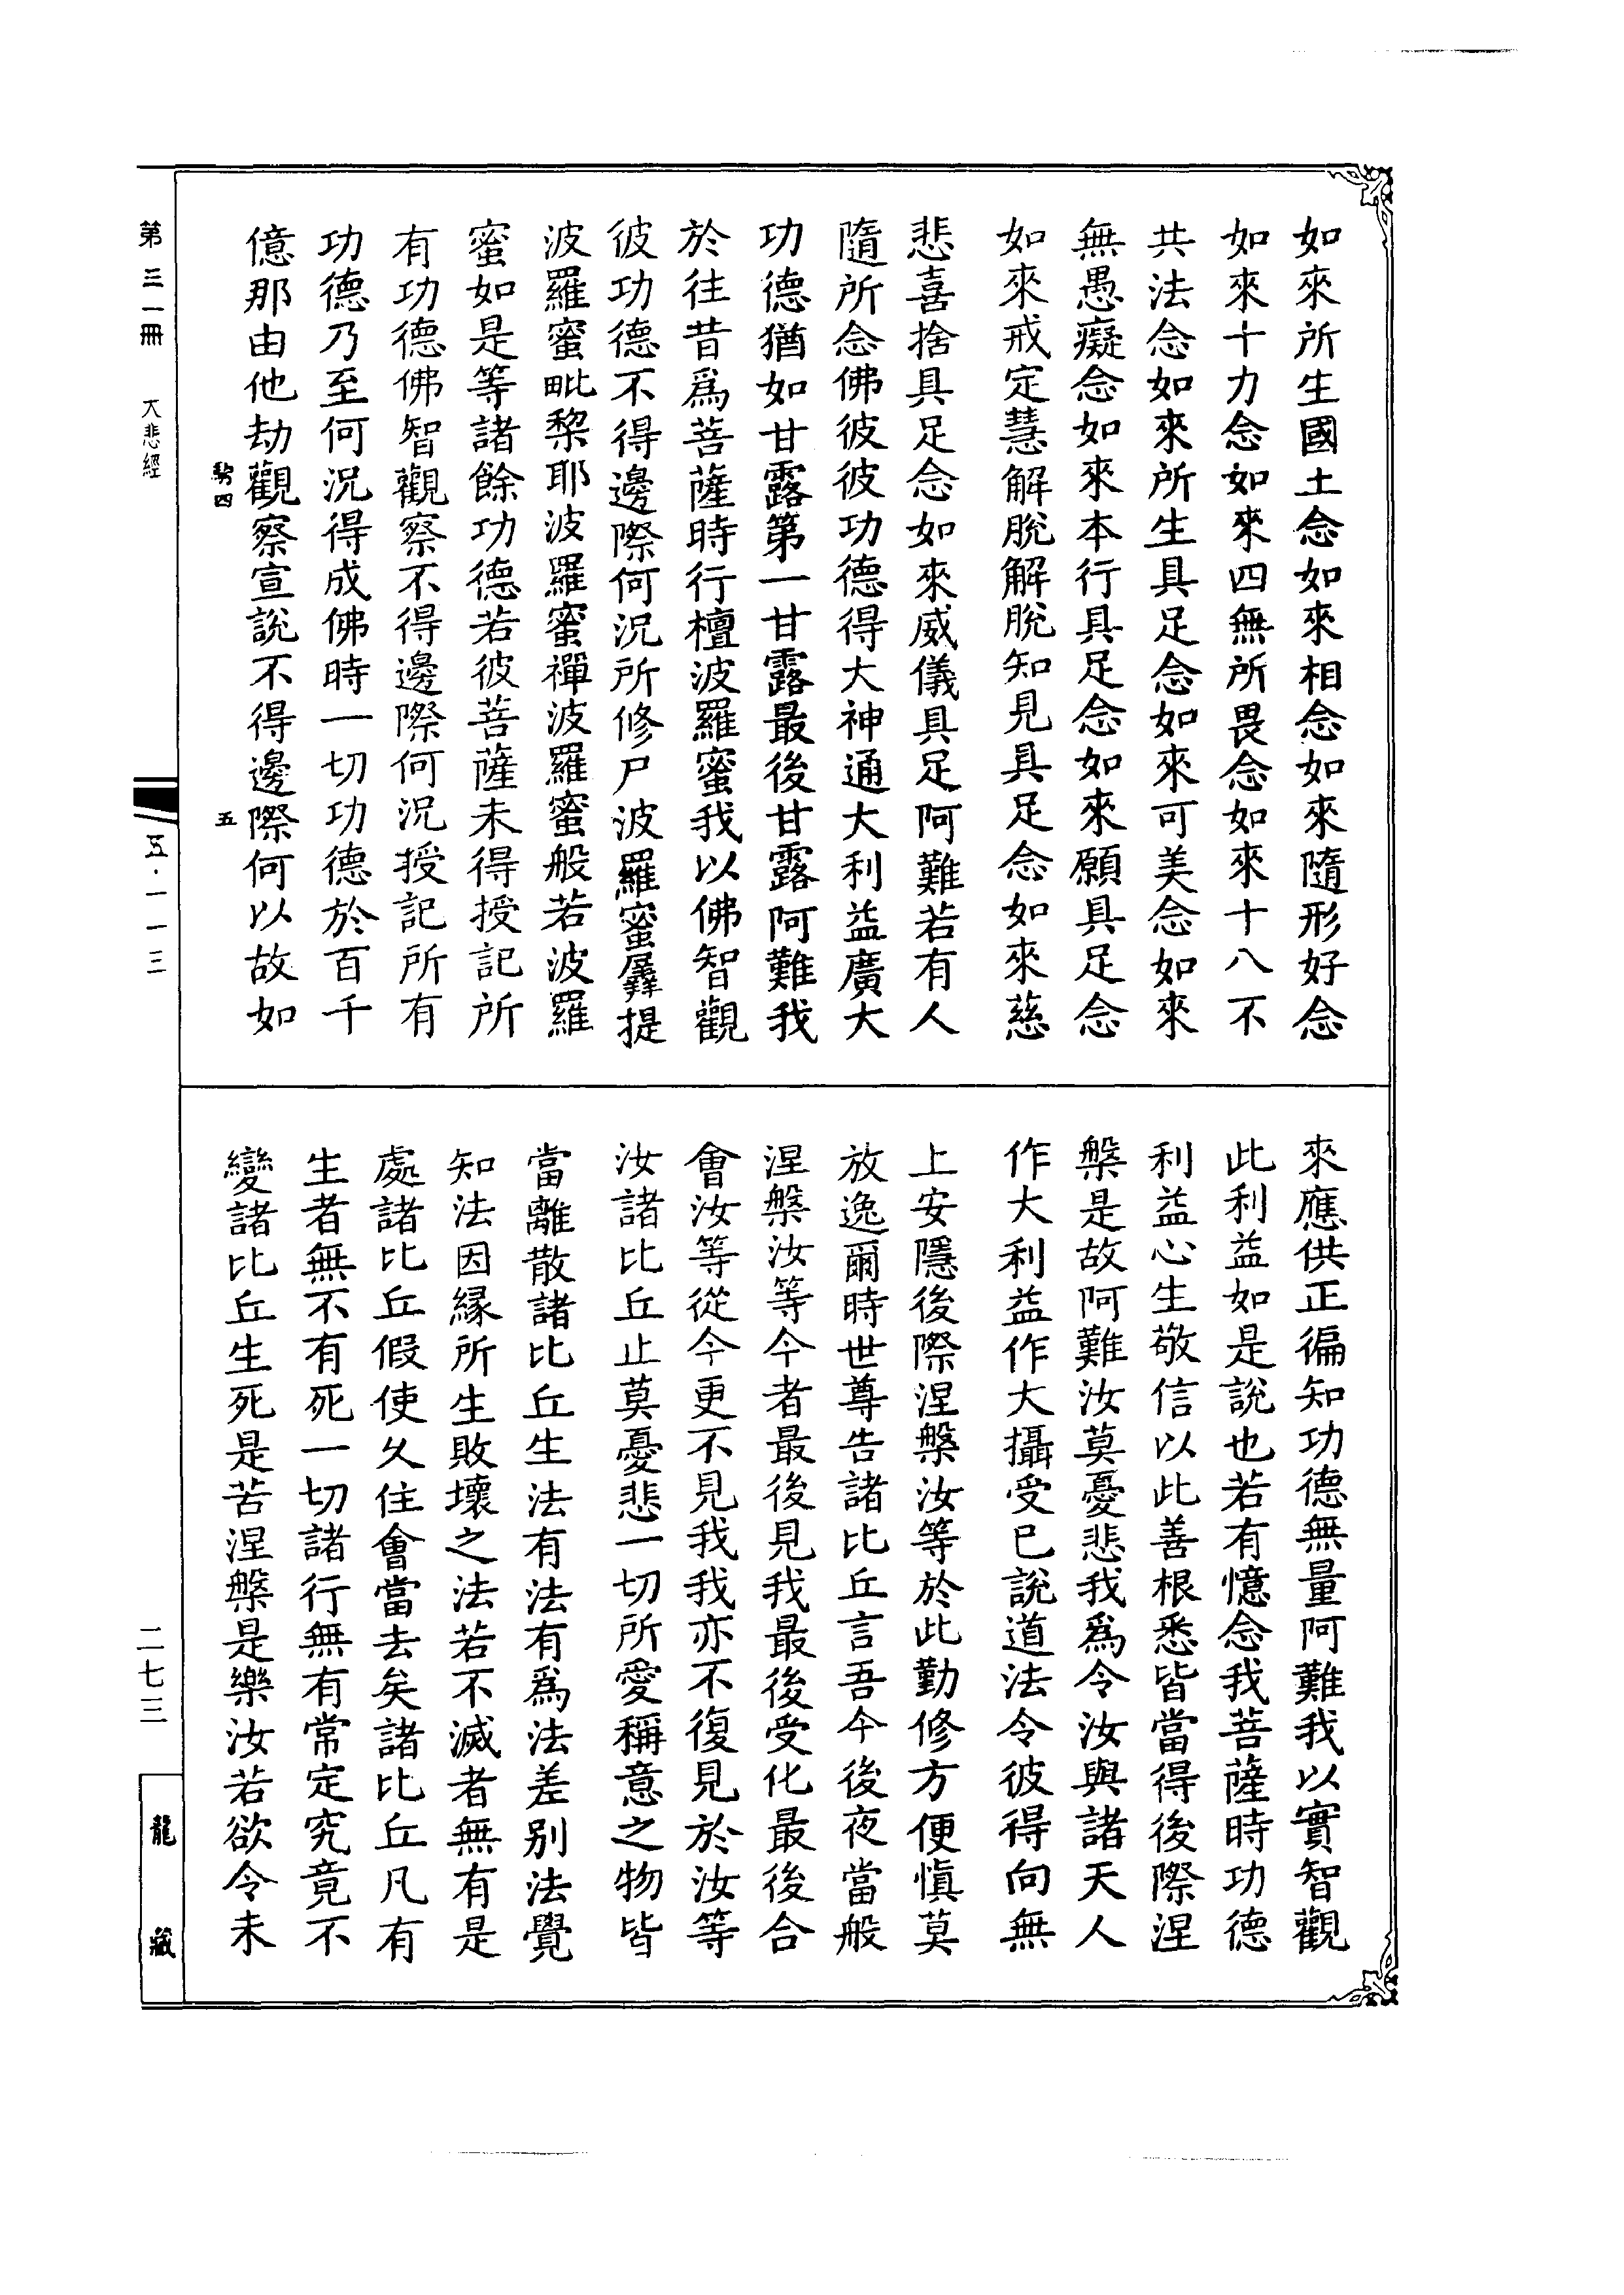 如來所生國土念如來相念如來隨形好念
如來十力念如來四無所畏念如來十八不
共法念如來所生具足念如來可美念如來
無愚癡念如來本行具足念如來願具足念
如來戒定慧解脫解脫知見具足念如來慈
悲喜捨具足念如來威儀具足阿難若有人
隨所念佛彼彼功德得大神通大利益廣大
功德猶如甘露第一甘露最後甘露阿難我
於往昔爲菩薩時行檀波羅蜜我以佛智觀
彼功德不得邊際何況所修尸波羅蜜羼提
波羅蜜毗棃耶波羅蜜禪波羅蜜般若波羅
蜜如是等諸餘功德若彼菩薩未得授記所
有功德佛智觀察不得邊際何況授記所有
功德乃至何況得成佛時一切功德於百千
億那由他劫觀察宣說不得邊際何以故如
四
五
來應供正徧知功德無量阿難我以實智觀
此利益如是說也若有憶念我菩薩時功德
利益心生敬信以此善根悉皆當得後際涅
槃是故阿難汝莫憂悲我爲令汝與諸天人
作大利益作大攝受已說道法令彼得向無
上安隱後際涅槃汝等於此勤修方便慎莫
放逸爾時世尊告諸比丘言吾今後夜當般
涅槃汝等今者最後見我最後受化最後合
會汝等從今更不見我我亦不復見於汝等
汝諸比丘止莫憂悲一切所愛稱意之物皆
當離散諸比丘生法有法有爲法差別法覺
知法因緣所生敗壞之法若不滅者無有是
處諸比丘假使久住會當去矣諸比丘凡有
生者無不有死一切諸行無有常定究竟不
變諸比丘生死是苦涅槃是樂汝若欲令未
第三一冊
大悲經
五·一一三
二七三
龍藏